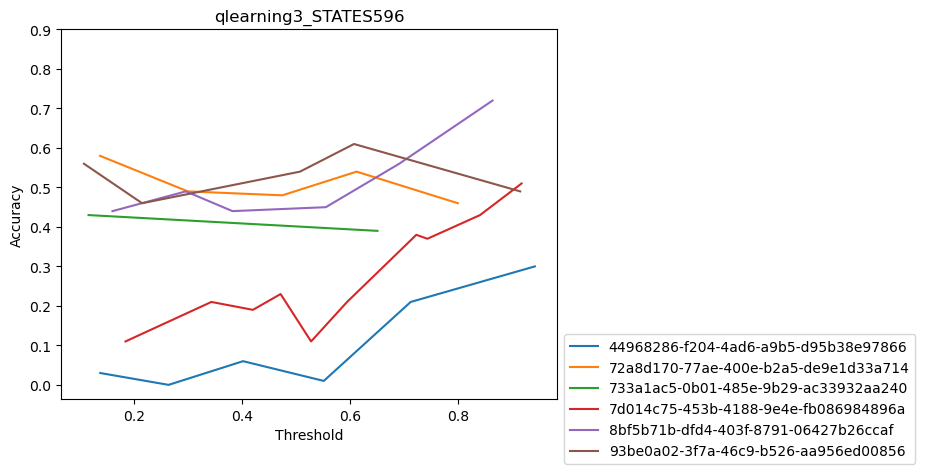 qlearning3_STATES596
0.9
0.8
0.7
0.6
0.5
0.4
0.3
0.2
0.1
0.0
Accuracy
0.2 0.4 0.6 0.8
Threshold
44968286-f204-4ad6-a9b5-d95b38e97866
72a8d170-77ae-400e-b2a5-de9e1d33a714
733a1ac5-0b01-485e-9b29-ac33932aa240
7d014c75-453b-4188-9e4e-fb086984896a
8bf5b71b-dfd4-403f-8791-06427b26ccaf
93be0a02-3f7a-46c9-b526-aa956ed00856